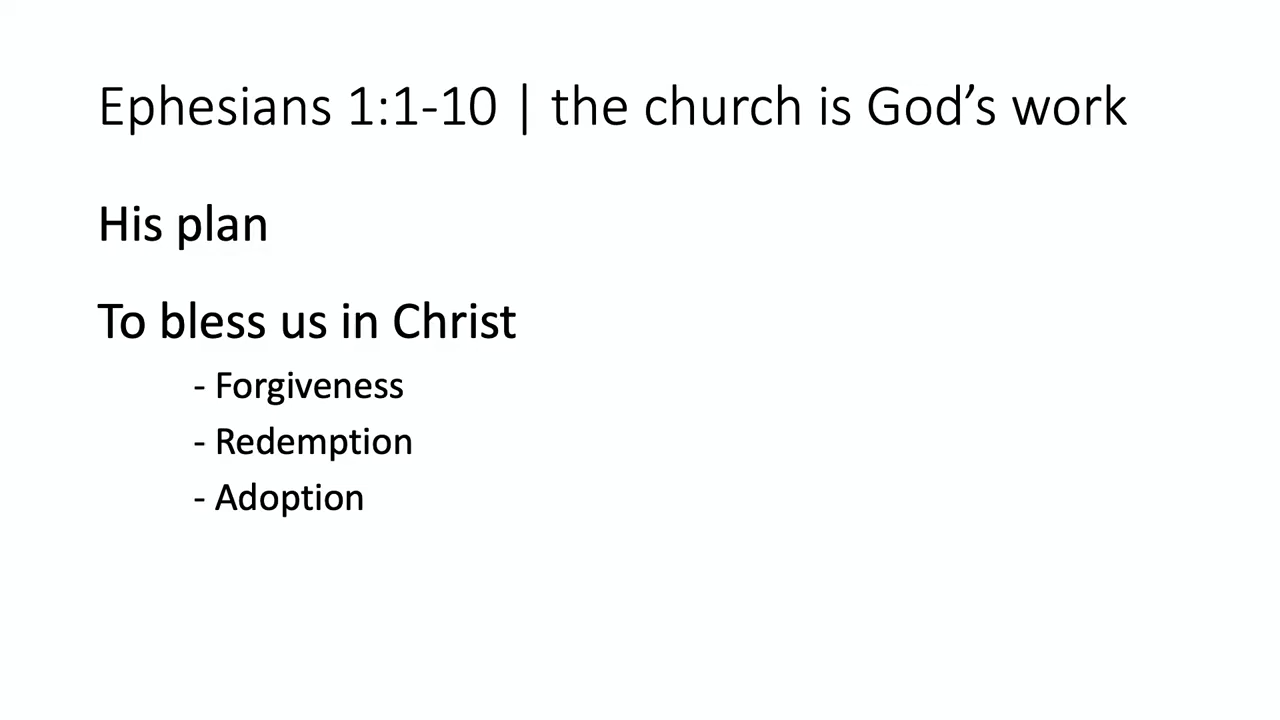 Ephesians 1:1-10 | the church is God’s work
His plan
To bless us in Christ
- Forgiveness
- Redemption
- Adoption